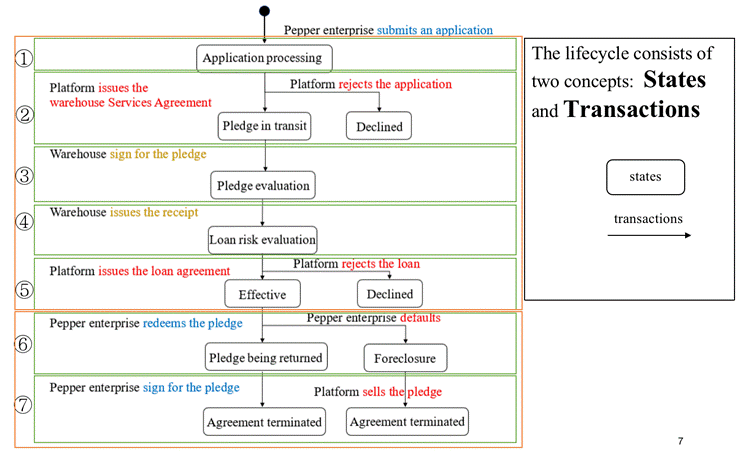 Pepper enterprise submits an application
①
Application processing
②
Platform issues the
warehouse Services Agreement
Platform rejects the application
Pledge in transit
Declined
③
Warehouse sign for the pledge
Pledge evaluation
④
Warehouse issues the receipt
Loan risk evaluation
⑤
Platform issues the loan agreement
Platform rejects the loan
Effective
Declined
⑥
Pepper enterprise redeems the pledge
Pepper enterprise defaults
Pledge being returned
Foreclosure
⑦
Pepper enterprise sign for the pledge
Platform sells the pledge
Agreement terminated
Agreement terminated
The lifecycle consists of
two concepts: States
and Transactions
states
transactions
7